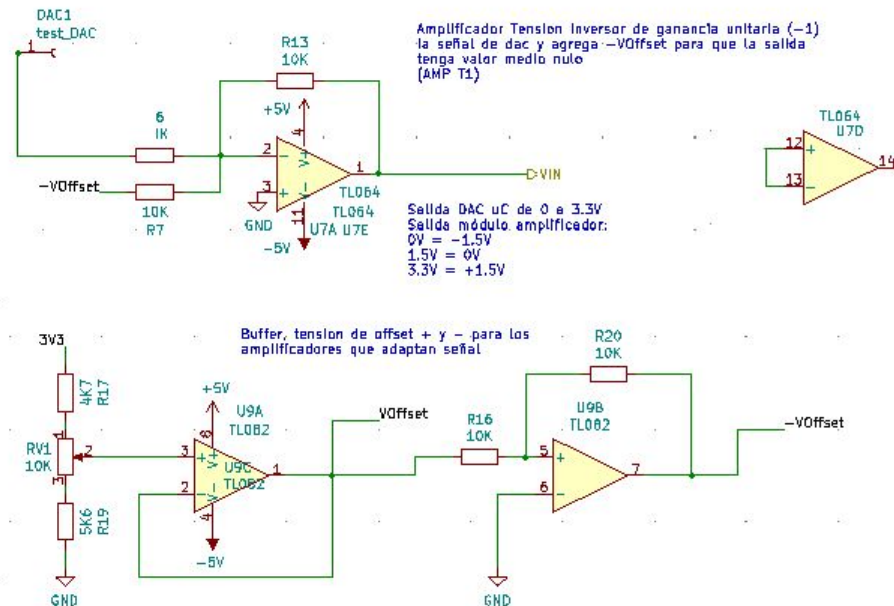 DAC1
test_DAC
1
R13
10K
Amplificador Tension Inversor de ganancia unitaria (-1)
la señal de dac y agrega -VOffset para que la salida
tenga valor medio nulo
(AMP T1)
+5V
6
1K
4
2
V+
1
VIN
-VOffset
3
V-
TL064
TL064
10K
R7
GND
11
U7A
U7E
-5V
TL064
U7D
12
13
14
Salida DAC uC de 0 a 3.3V
Salida módulo amplificador:
0V = -1.5V
1.5V = 0V
3.3V = +1.5V
Buffer, tension de offset + y - para los
amplificadores que adaptan señal
3V3
4K7
R17
RV1
10K
1
2
3
5K6
R19
GND
+5V
U9A
TL082
8
3
V+
U9C
TL082
1
2
V-
4
-5V
VOffset
R16
10K
R20
10K
U9B
TL082
5
6
7
-VOffset
GND